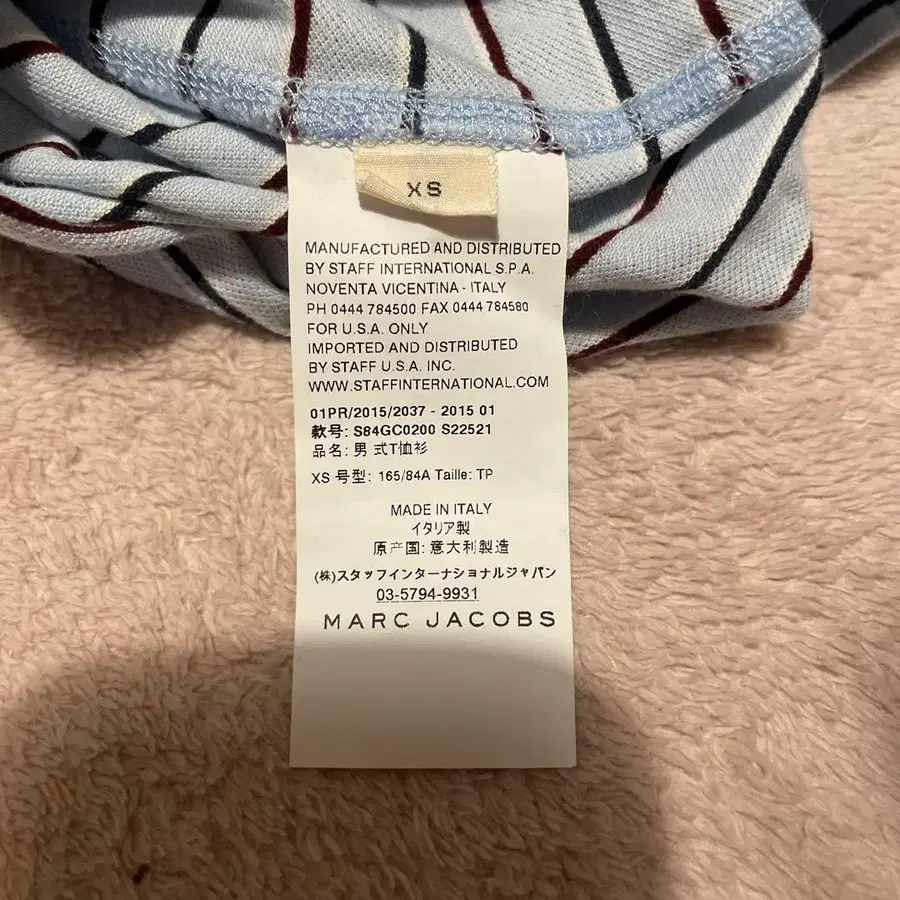 XS
MANUFACTURED AND DISTRIBUTED
BY STAFF INTERNATIONAL S.P.A.
NOVENTA VICENTINA - ITALY
PH 0444 784500 FAX 0444 784580
FOR U.S.A. ONLY
IMPORTED AND DISTRIBUTED
BY STAFF U.S.A. INC.
WWW.STAFFINTERNATIONAL.COM
01PR/2015/2037 - 2015 01
款号: S84GC0200 S22521
品名: 男 式T恤衫
XS 号型: 165/84A Taille: TP
MADE IN ITALY
イタリア製
原产国: 意大利製造
(株)スタッフインターナショナルジャパン
03-5794-9931
MARC JACOBS